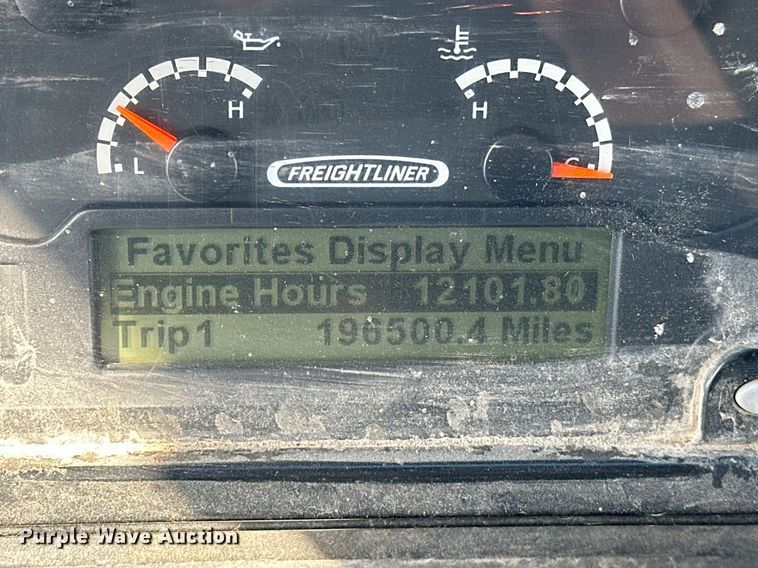 H
L
H
C
FREIGHTLINER
Favorites Display Menu
Engine Hours 12101.80
Trip1 196500.4 Miles
Purple Wave Auction